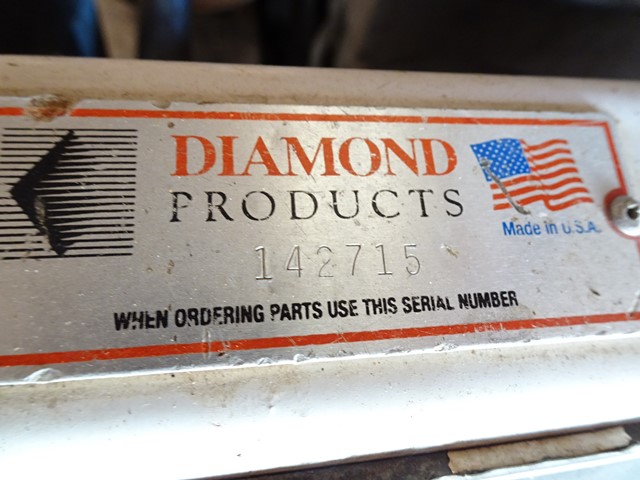 DIAMOND
PRODUCTS
Made in U.S.A.
142715
WHEN ORDERING PARTS USE THIS SERIAL NUMBER